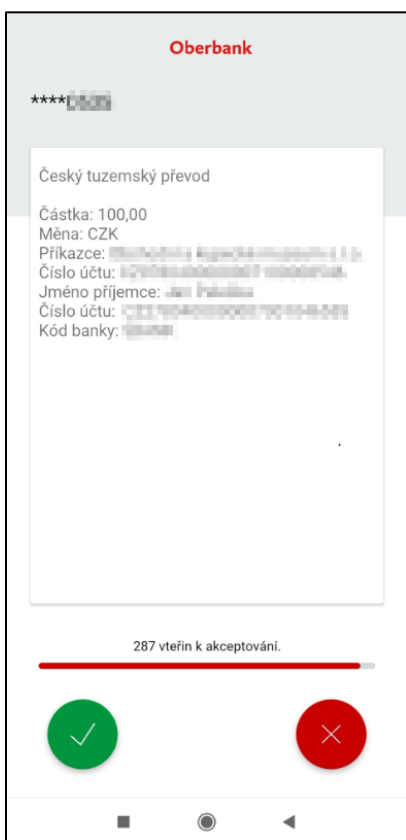 Oberbank
****
Český tuzemský převod
Částka: 100,00
Měna: CZK
Příkazce:
Číslo účtu:
Jméno příjemce:
Číslo účtu:
Kód banky:
287 vteřin k akceptování.